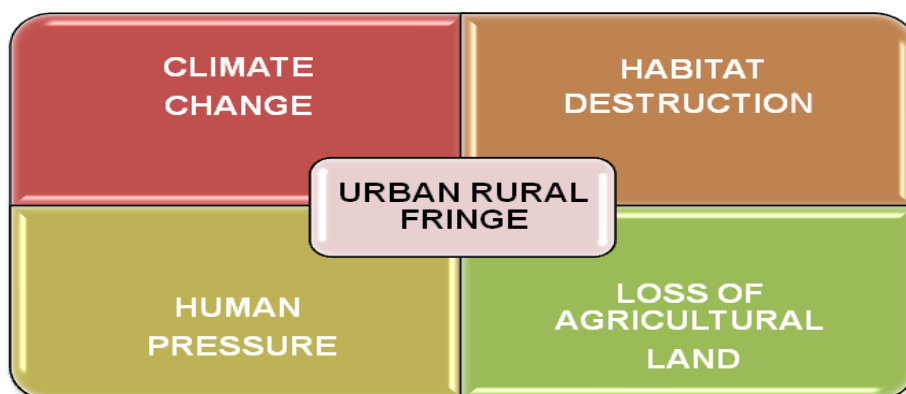 CLIMATE
CHANGE
HABITAT
DESTRUCTION
URBAN RURAL
FRINGE
HUMAN
PRESSURE
LOSS OF
AGRICULTURAL
LAND